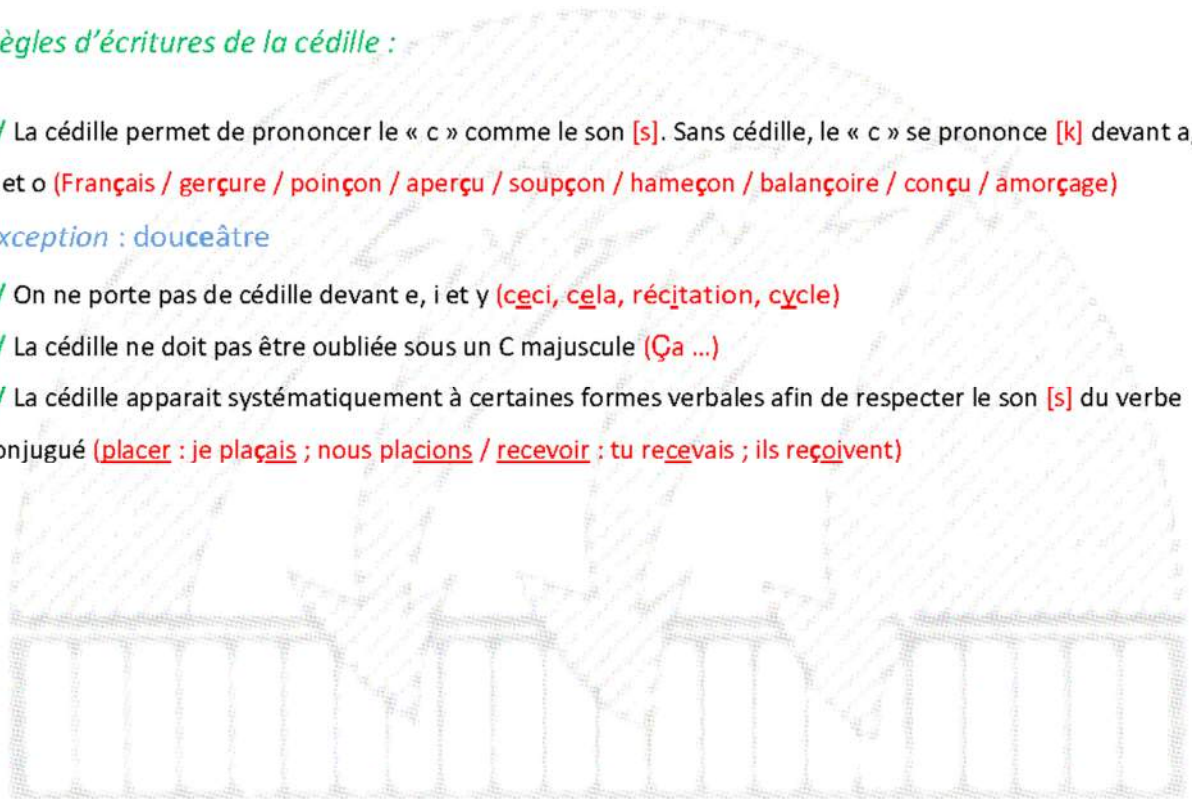 ègles d'écritures de la cédille :
/ La cédille permet de prononcer le « c » comme le son [s]. Sans cédille, le « c » se prononce [k] devant a,
et o (Français / gerçure / poinçon / aperçu / soupçon / hameçon / balançoire / conçu / amorçage)
xception : douceâtre
/ On ne porte pas de cédille devant e, i et y (ceci, cela, récitation, cycle)
/ La cédille ne doit pas être oubliée sous un C majuscule (Ça ...)
/ La cédille apparait systématiquement à certaines formes verbales afin de respecter le son [s] du verbe
onjugué (placer : je plaçais ; nous placions / recevoir : tu recevais ; ils reçoivent)